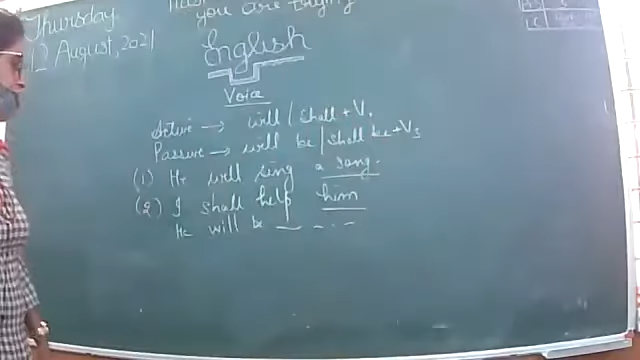 you are trying
Thursday
12 August, 2021
English
Voice
Active → will / shall + V₁
Passive → will be / shall be + V₃
(1) He will sing a song.
(2) I shall help him
He will be